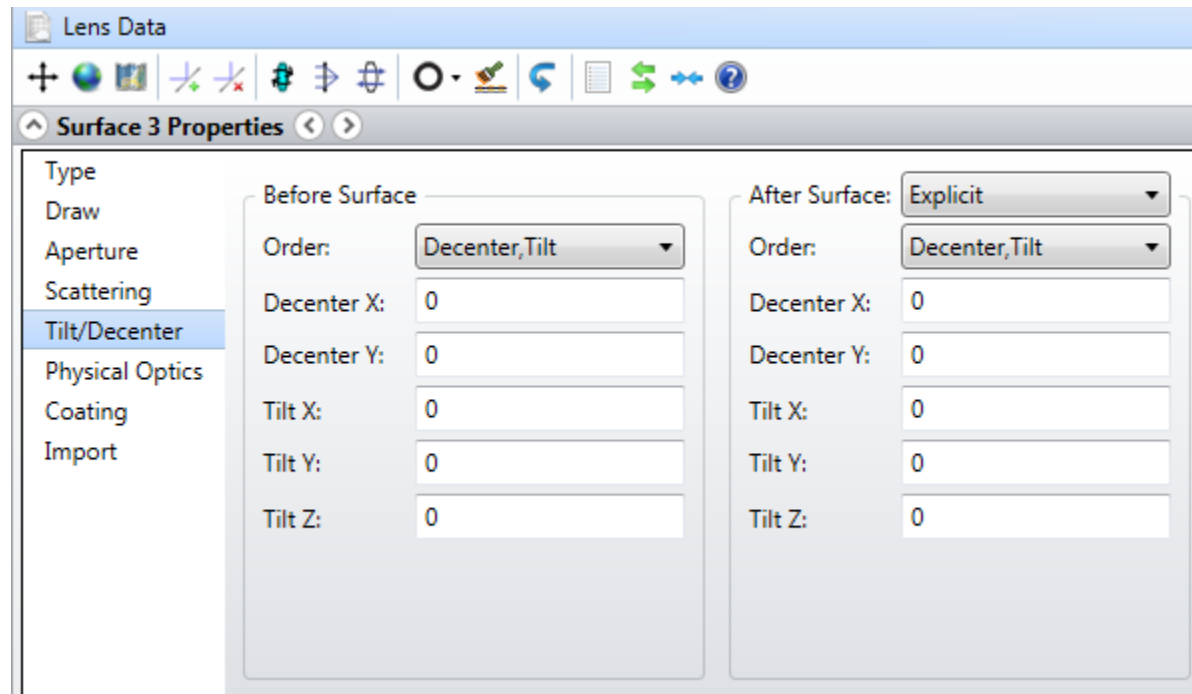 Lens Data
Surface 3 Properties
Type
Draw
Aperture
Scattering
Tilt/Decenter
Physical Optics
Coating
Import
Before Surface
Order: Decenter,Tilt
Decenter X: 0
Decenter Y: 0
Tilt X: 0
Tilt Y: 0
Tilt Z: 0
After Surface: Explicit
Order: Decenter,Tilt
Decenter X: 0
Decenter Y: 0
Tilt X: 0
Tilt Y: 0
Tilt Z: 0